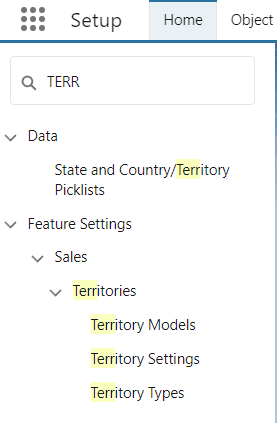 Setup
Home
Object
TERR
Data
State and Country/Territory
Picklists
Feature Settings
Sales
Territories
Territory Models
Territory Settings
Territory Types